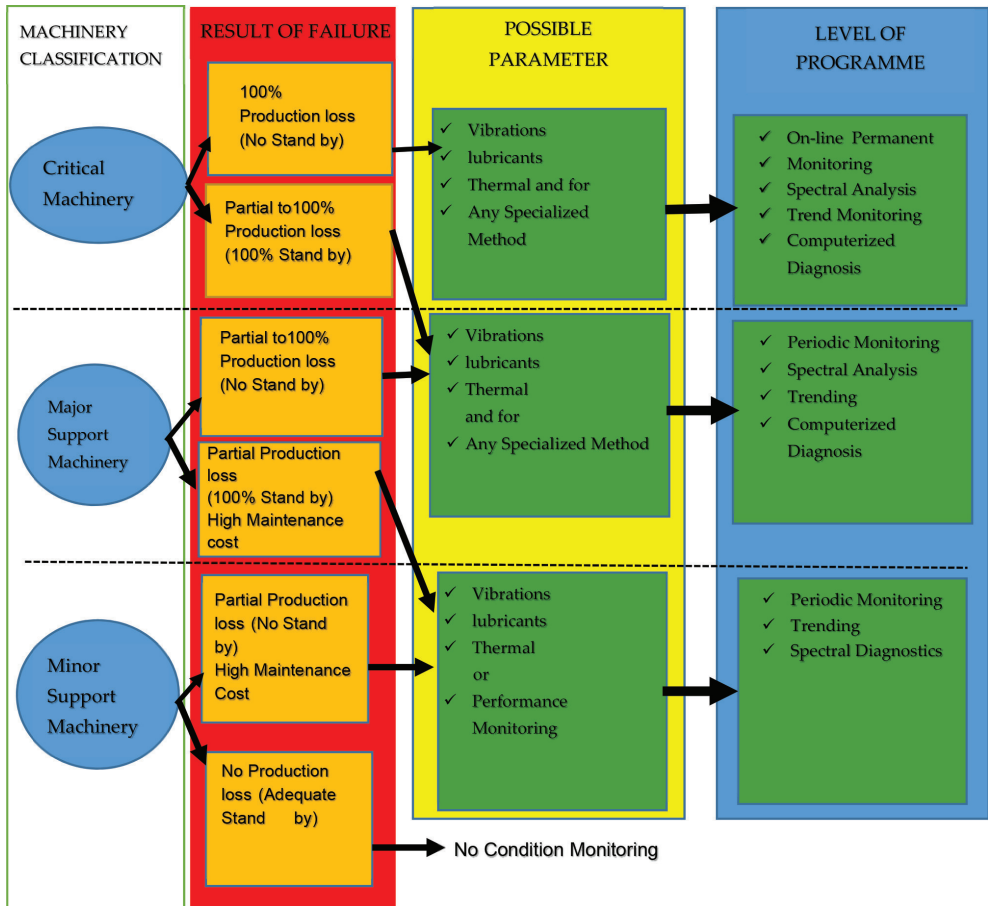 MACHINERY
CLASSIFICATION
RESULT OF FAILURE
POSSIBLE
PARAMETER
LEVEL OF
PROGRAMME
Critical
Machinery
100%
Production loss
(No Stand by)
Partial to100%
Production loss
(100% Stand by)
✓ Vibrations
✓ lubricants
✓ Thermal and for
✓ Any Specialized
Method
✓ On-line Permanent
✓ Monitoring
✓ Spectral Analysis
✓ Trend Monitoring
✓ Computerized
Diagnosis
Major
Support
Machinery
Partial to100%
Production loss
(No Stand by)
Partial Production
loss
(100% Stand by)
High Maintenance
cost
✓ Vibrations
✓ lubricants
✓ Thermal
and for
✓ Any Specialized Method
✓ Periodic Monitoring
✓ Spectral Analysis
✓ Trending
✓ Computerized
Diagnosis
Minor
Support
Machinery
Partial Production
loss (No Stand
by)
High Maintenance
Cost
No Production
loss (Adequate
Stand by)
✓ Vibrations
✓ lubricants
✓ Thermal
or
✓ Performance
Monitoring
✓ Periodic Monitoring
✓ Trending
✓ Spectral Diagnostics
No Condition Monitoring